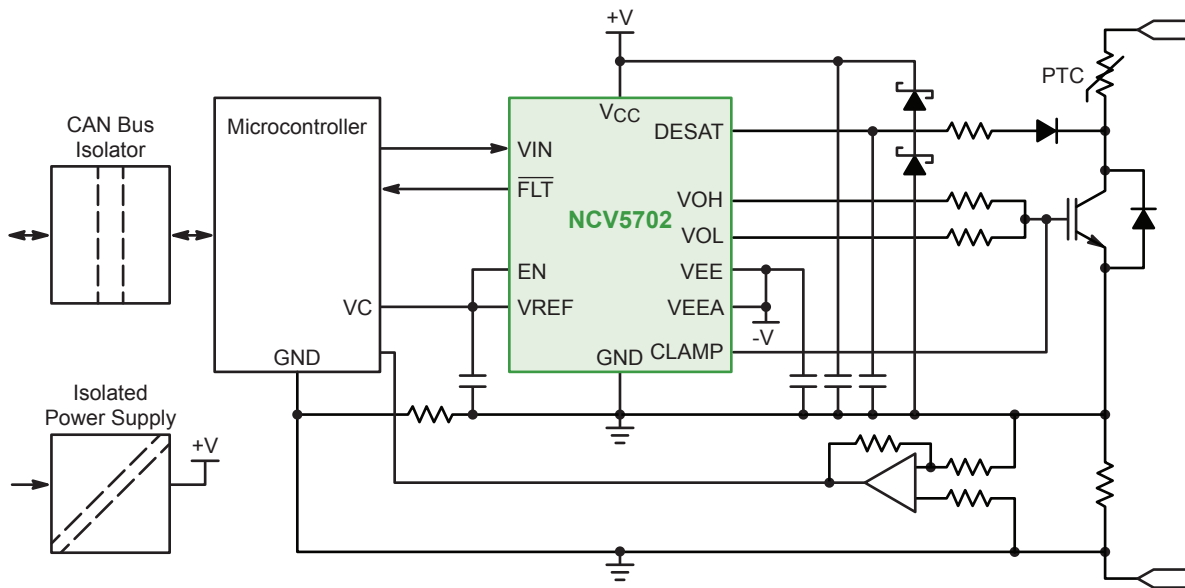 +V
PTC
CAN Bus
Isolator
Microcontroller
VCC
DESAT
VIN
FLT
VOH
NCV5702
VOL
EN
VEE
VC
VREF
VEEA
-V
GND
GND
CLAMP
Isolated
Power Supply
+V